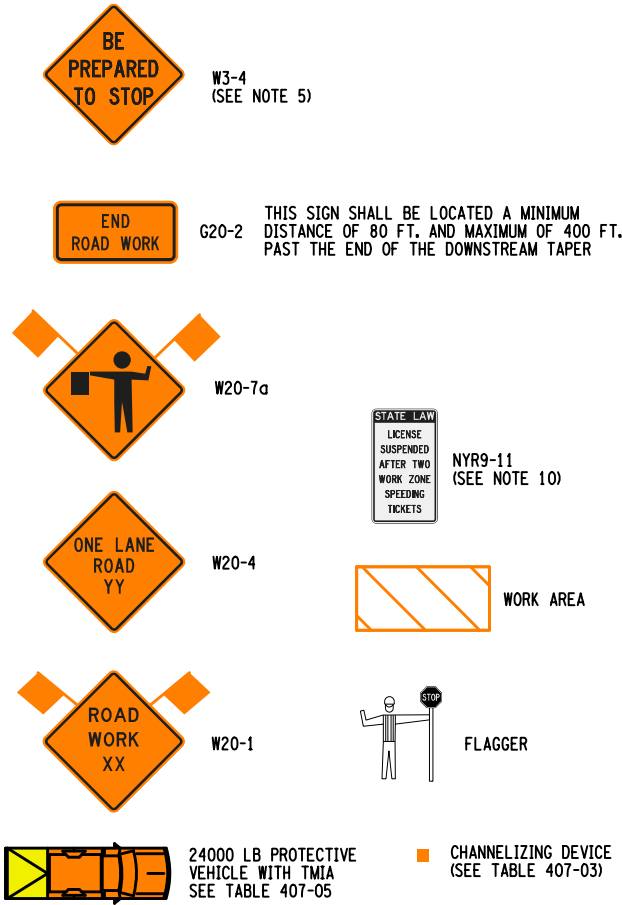 BE
PREPARED
TO STOP
W3-4
(SEE NOTE 5)
END
ROAD WORK
G20-2
THIS SIGN SHALL BE LOCATED A MINIMUM
DISTANCE OF 80 FT. AND MAXIMUM OF 400 FT.
PAST THE END OF THE DOWNSTREAM TAPER
W20-7a
STATE LAW
LICENSE
SUSPENDED
AFTER TWO
WORK ZONE
SPEEDING
TICKETS
NYR9-11
(SEE NOTE 10)
ONE LANE
ROAD
YY
W20-4
WORK AREA
ROAD
WORK
XX
W20-1
STOP
FLAGGER
24000 LB PROTECTIVE
VEHICLE WITH TMIA
SEE TABLE 407-05
CHANNELIZING DEVICE
(SEE TABLE 407-03)